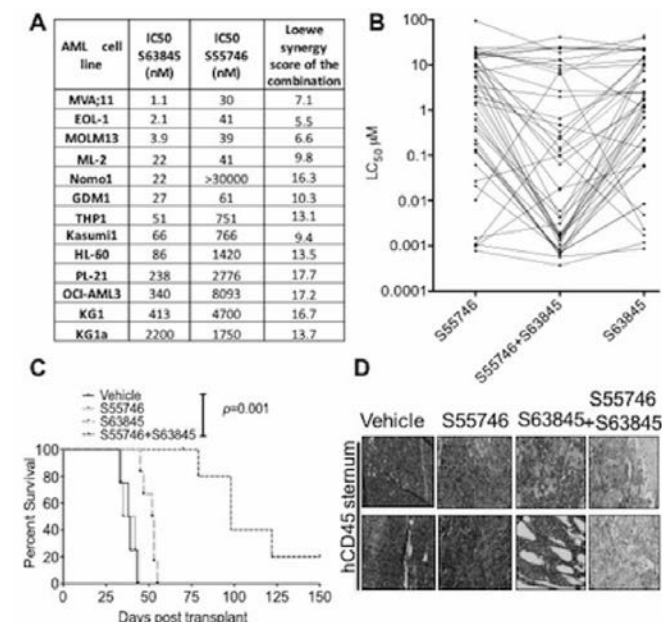 A
AML cell line | IC50 S63845 (nM) | IC50 S55746 (nM) | Loewe synergy score of the combination
MVA;11 | 1.1 | 30 | 7.1
EOL-1 | 2.1 | 41 | 5.5
MOLM13 | 3.9 | 39 | 6.6
ML-2 | 22 | 41 | 9.8
Nomo1 | 22 | >30000 | 16.3
GDM1 | 27 | 61 | 10.3
THP1 | 51 | 751 | 13.1
Kasumi1 | 66 | 766 | 9.4
HL-60 | 86 | 1420 | 13.5
PL-21 | 238 | 2776 | 17.7
OCI-AML3 | 340 | 8093 | 17.2
KG1 | 413 | 4700 | 16.7
KG1a | 2200 | 1750 | 13.7
B
LC50 µM
100
10
1
0.1
0.01
0.001
0.0001
S55746
S55746+S63845
S63845
C
Vehicle
S55746
S63845
S55746+S63845
p=0.001
Percent Survival
100
80
60
40
20
0
0 25 50 75 100 125 150
Days post transplant
D
Vehicle S55746 S63845 S55746
+S63845
hCD45 sternum